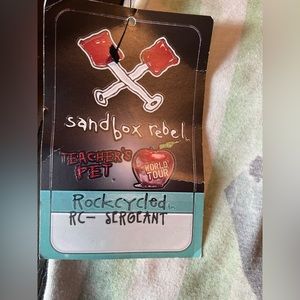 sandbox rebel
TEACHER'S
PET
WORLD
TOUR
Rockcycled
RC- SERGEANT